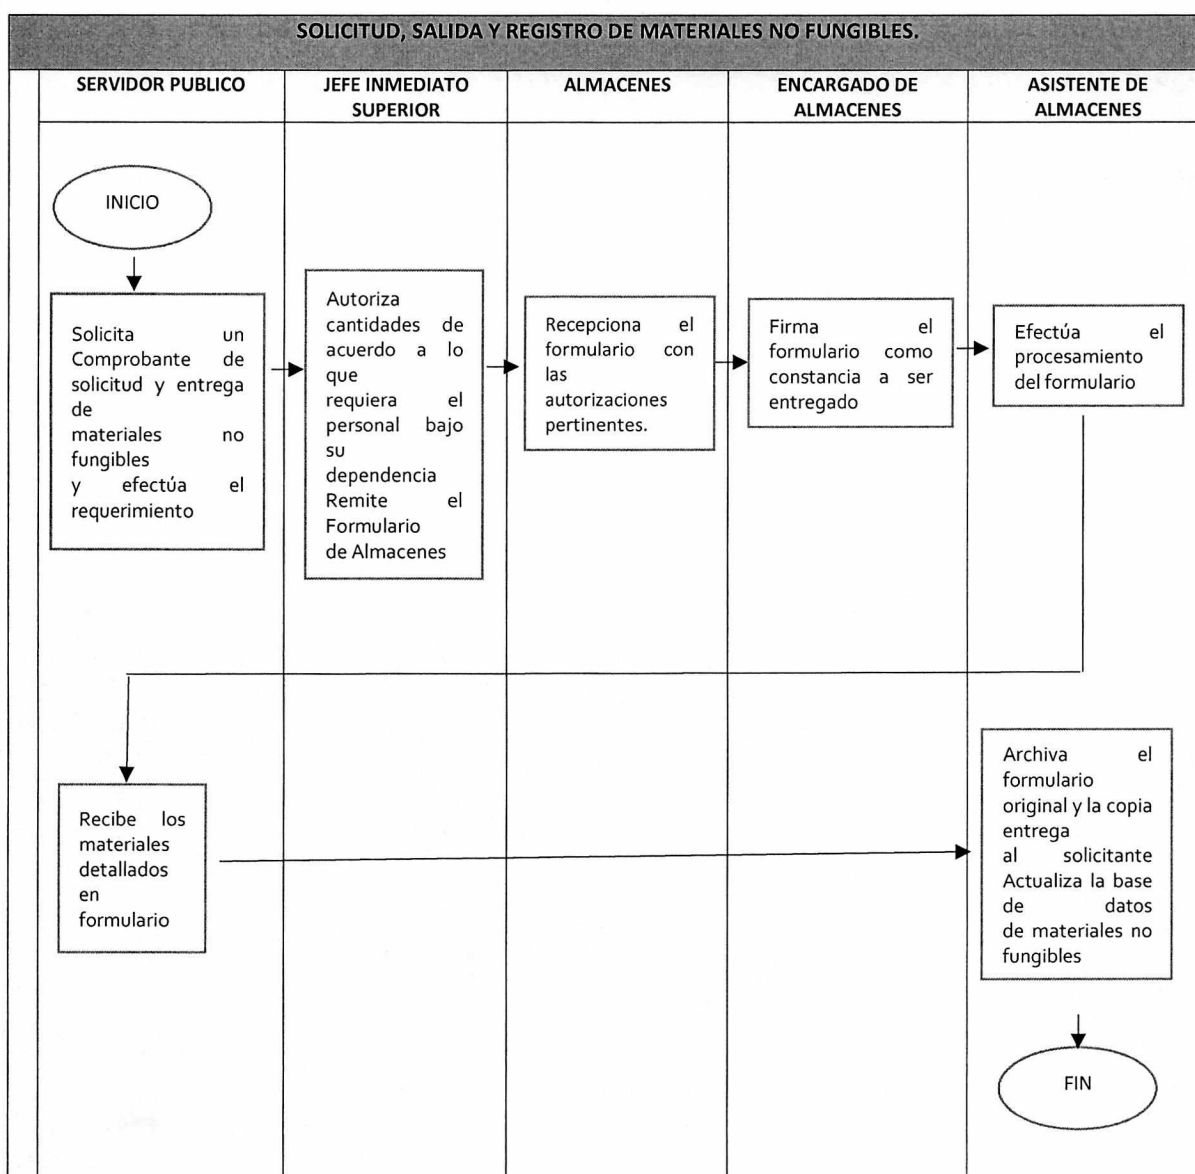 SOLICITUD, SALIDA Y REGISTRO DE MATERIALES NO FUNGIBLES.
SERVIDOR PUBLICO
JEFE INMEDIATO
SUPERIOR
ALMACENES
ENCARGADO DE
ALMACENES
ASISTENTE DE
ALMACENES
INICIO
Solicita un
Comprobante de
solicitud y entrega
de
materiales no
fungibles
y efectúa el
requerimiento
Autoriza
cantidades de
acuerdo a lo
que
requiera el
personal bajo
su
dependencia
Remite el
Formulario
de Almacenes
Recepciona el
formulario con
las
autorizaciones
pertinentes.
Firma el
formulario como
constancia a ser
entregado
Efectúa el
procesamiento
del formulario
Recibe los
materiales
detallados
en
formulario
Archiva el
formulario
original y la copia
entrega
al solicitante
Actualiza la base
de datos
de materiales no
fungibles
FIN